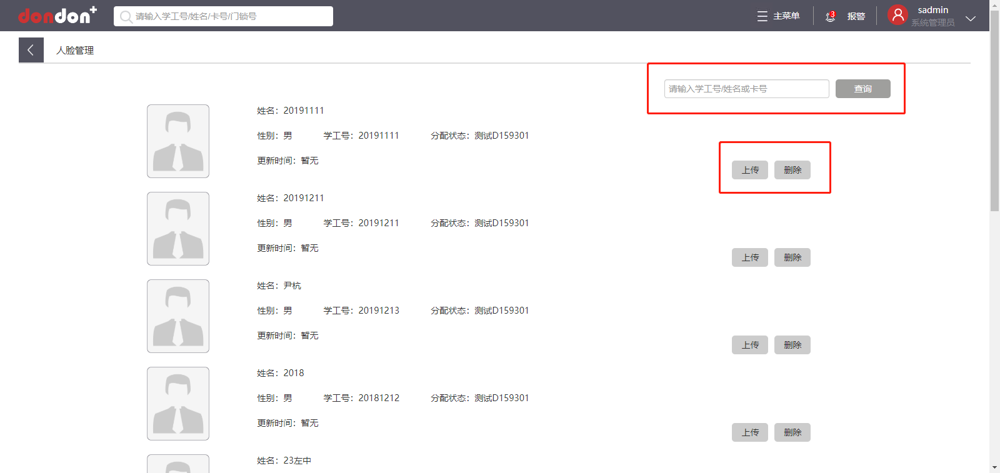 dondon+
请输入学工号/姓名/卡号/门锁号
主菜单
3
报警
sadmin
系统管理员
人脸管理
请输入学工号/姓名或卡号
查询
姓名：20191111
性别：男 学工号：20191111 分配状态：测试D159301
更新时间：暂无
上传 删除
姓名：20191211
性别：男 学工号：20191211 分配状态：测试D159301
更新时间：暂无
上传 删除
姓名：尹杭
性别：男 学工号：20191213 分配状态：测试D159301
更新时间：暂无
上传 删除
姓名：2018
性别：男 学工号：20181212 分配状态：测试D159301
更新时间：暂无
上传 删除
姓名：23左中